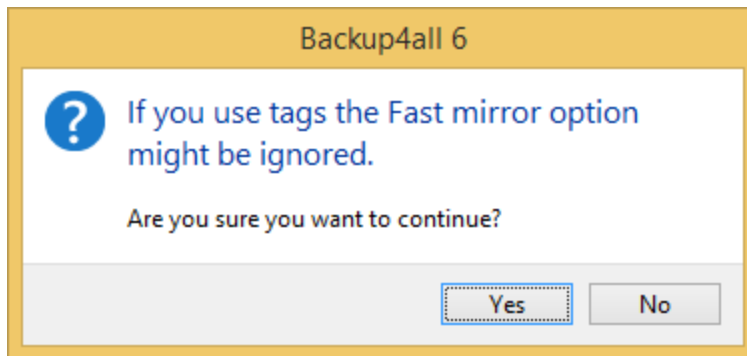 Backup4all 6
If you use tags the Fast mirror option
might be ignored.
Are you sure you want to continue?
Yes No